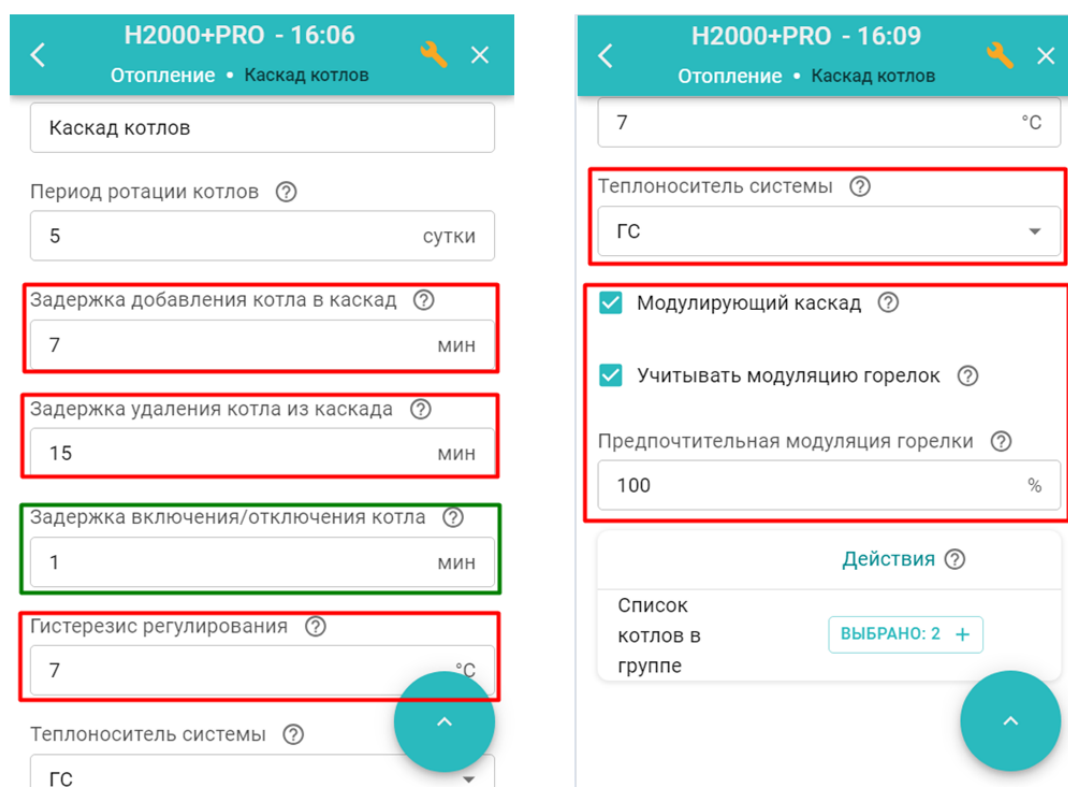 H2000+PRO - 16:06
Отопление • Каскад котлов
Каскад котлов
Период ротации котлов ?
5 сутки
Задержка добавления котла в каскад ?
7 мин
Задержка удаления котла из каскада ?
15 мин
Задержка включения/отключения котла ?
1 мин
Гистерезис регулирования ?
7 °C
Теплоноситель системы ?
ГС
H2000+PRO - 16:09
Отопление • Каскад котлов
7 °C
Теплоноситель системы ?
ГС
Модулирующий каскад ?
Учитывать модуляцию горелок ?
Предпочтительная модуляция горелки ?
100 %
Действия ?
Список
котлов в
группе
ВЫБРАНО: 2 +